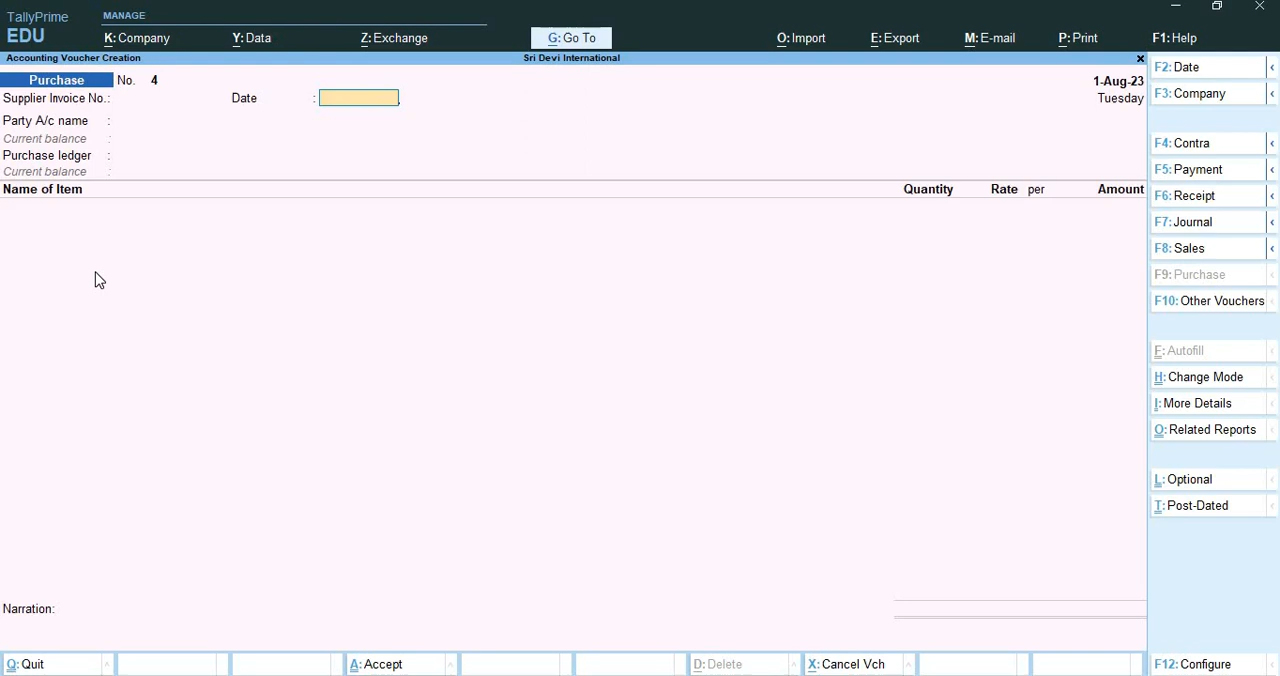 TallyPrime
EDU
MANAGE
K: Company
Y: Data
Z: Exchange
G: Go To
O: Import
E: Export
M: E-mail
P: Print
F1: Help
Accounting Voucher Creation
Sri Devi International
Purchase No. 4
1-Aug-23
Supplier Invoice No.:
Date :
Tuesday
Party A/c name :
Current balance :
Purchase ledger :
Current balance :
Name of Item Quantity Rate per Amount
Narration:
F2: Date
F3: Company
F4: Contra
F5: Payment
F6: Receipt
F7: Journal
F8: Sales
F9: Purchase
F10: Other Vouchers
F: Autofill
H: Change Mode
I: More Details
O: Related Reports
L: Optional
T: Post-Dated
Q: Quit
A: Accept
D: Delete
X: Cancel Vch
F12: Configure